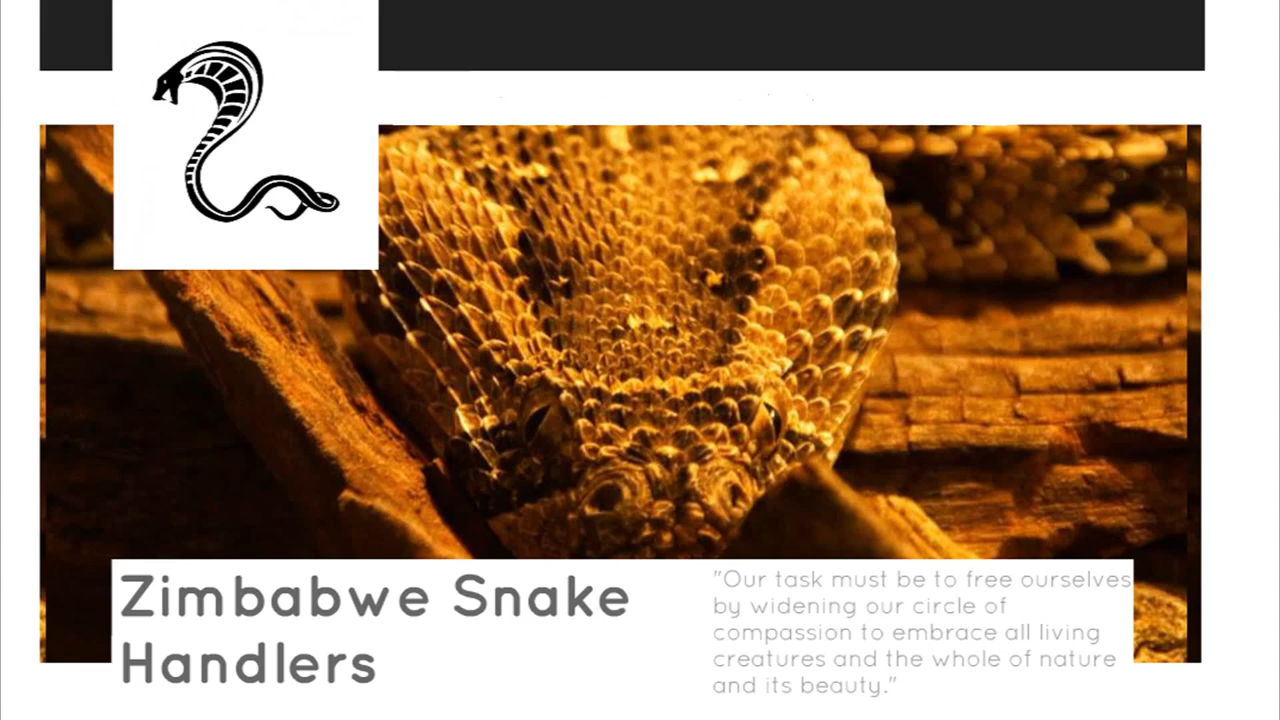 Zimbabwe Snake
Handlers
"Our task must be to free ourselves
by widening our circle of
compassion to embrace all living
creatures and the whole of nature
and its beauty."